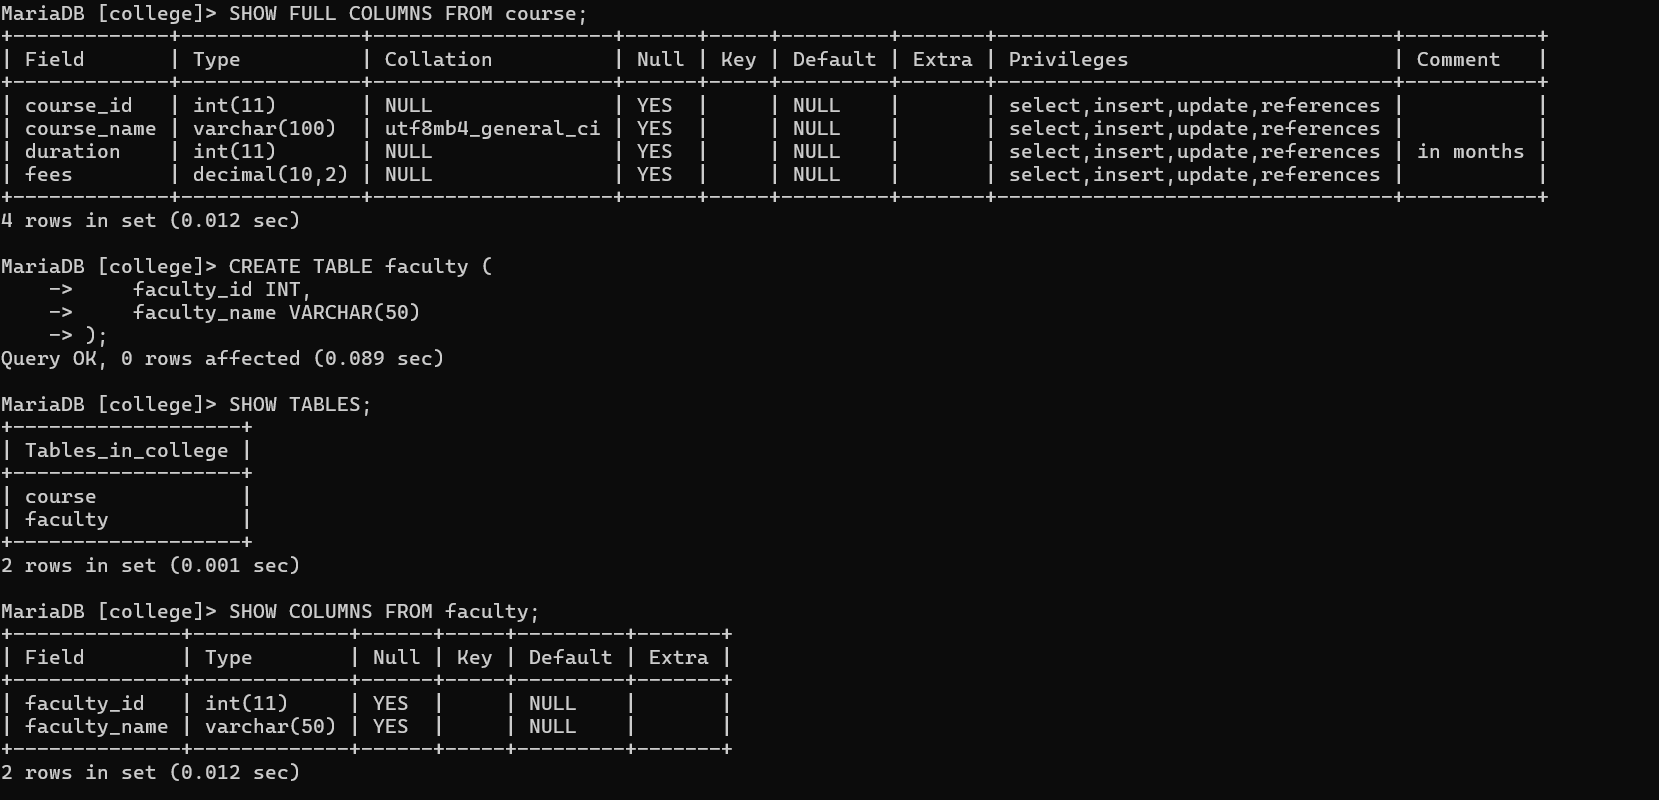 MariaDB [college]> SHOW FULL COLUMNS FROM course;
+-------------+--------------+--------------------+------+-----+---------+-------+---------------------------------+-----------+
| Field       | Type         | Collation          | Null | Key | Default | Extra | Privileges                      | Comment   |
+-------------+--------------+--------------------+------+-----+---------+-------+---------------------------------+-----------+
| course_id   | int(11)      | NULL               | YES  |     | NULL    |       | select,insert,update,references |           |
| course_name | varchar(100) | utf8mb4_general_ci | YES  |     | NULL    |       | select,insert,update,references |           |
| duration    | int(11)      | NULL               | YES  |     | NULL    |       | select,insert,update,references | in months |
| fees        | decimal(10,2) | NULL               | YES  |     | NULL    |       | select,insert,update,references |           |
+-------------+--------------+--------------------+------+-----+---------+-------+---------------------------------+-----------+
4 rows in set (0.012 sec)

MariaDB [college]> CREATE TABLE faculty (
    ->     faculty_id INT,
    ->     faculty_name VARCHAR(50)
    -> );
Query OK, 0 rows affected (0.089 sec)

MariaDB [college]> SHOW TABLES;
+-------------------+
| Tables_in_college |
+-------------------+
| course            |
| faculty           |
+-------------------+
2 rows in set (0.001 sec)

MariaDB [college]> SHOW COLUMNS FROM faculty;
+--------------+-------------+------+-----+---------+-------+
| Field        | Type        | Null | Key | Default | Extra |
+--------------+-------------+------+-----+---------+-------+
| faculty_id   | int(11)     | YES  |     | NULL    |       |
| faculty_name | varchar(50) | YES  |     | NULL    |       |
+--------------+-------------+------+-----+---------+-------+
2 rows in set (0.012 sec)